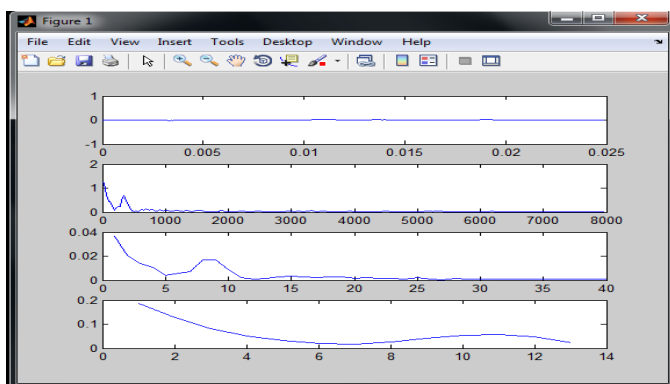 Figure 1
File Edit View Insert Tools Desktop Window Help
1
0
-1
0 0.005 0.01 0.015 0.02 0.025
2
1
0
0 1000 2000 3000 4000 5000 6000 7000 8000
0.04
0.02
0
0 5 10 15 20 25 30 35 40
0.2
0.1
0
0 2 4 6 8 10 12 14